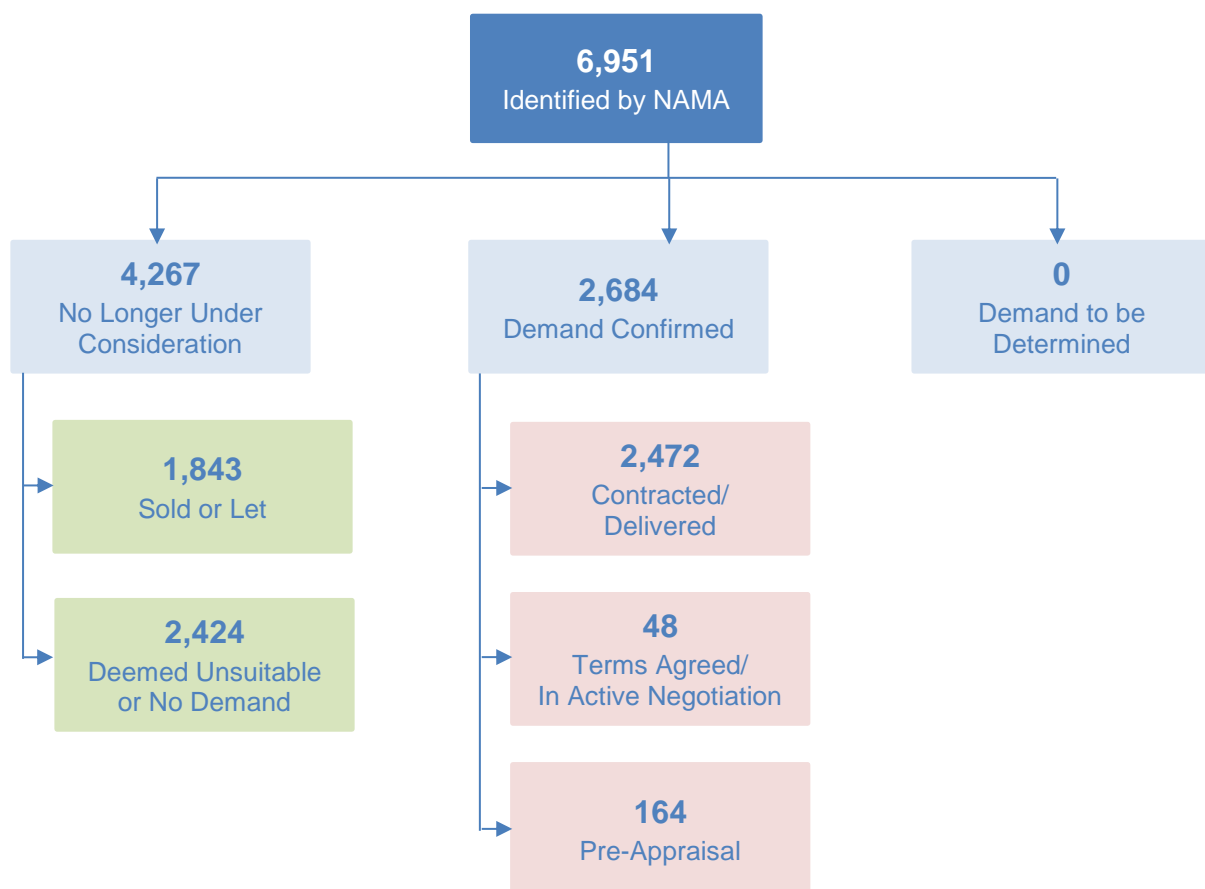 6,951
Identified by NAMA
4,267
No Longer Under
Consideration
2,684
Demand Confirmed
0
Demand to be
Determined
1,843
Sold or Let
2,424
Deemed Unsuitable
or No Demand
2,472
Contracted/
Delivered
48
Terms Agreed/
In Active Negotiation
164
Pre-Appraisal